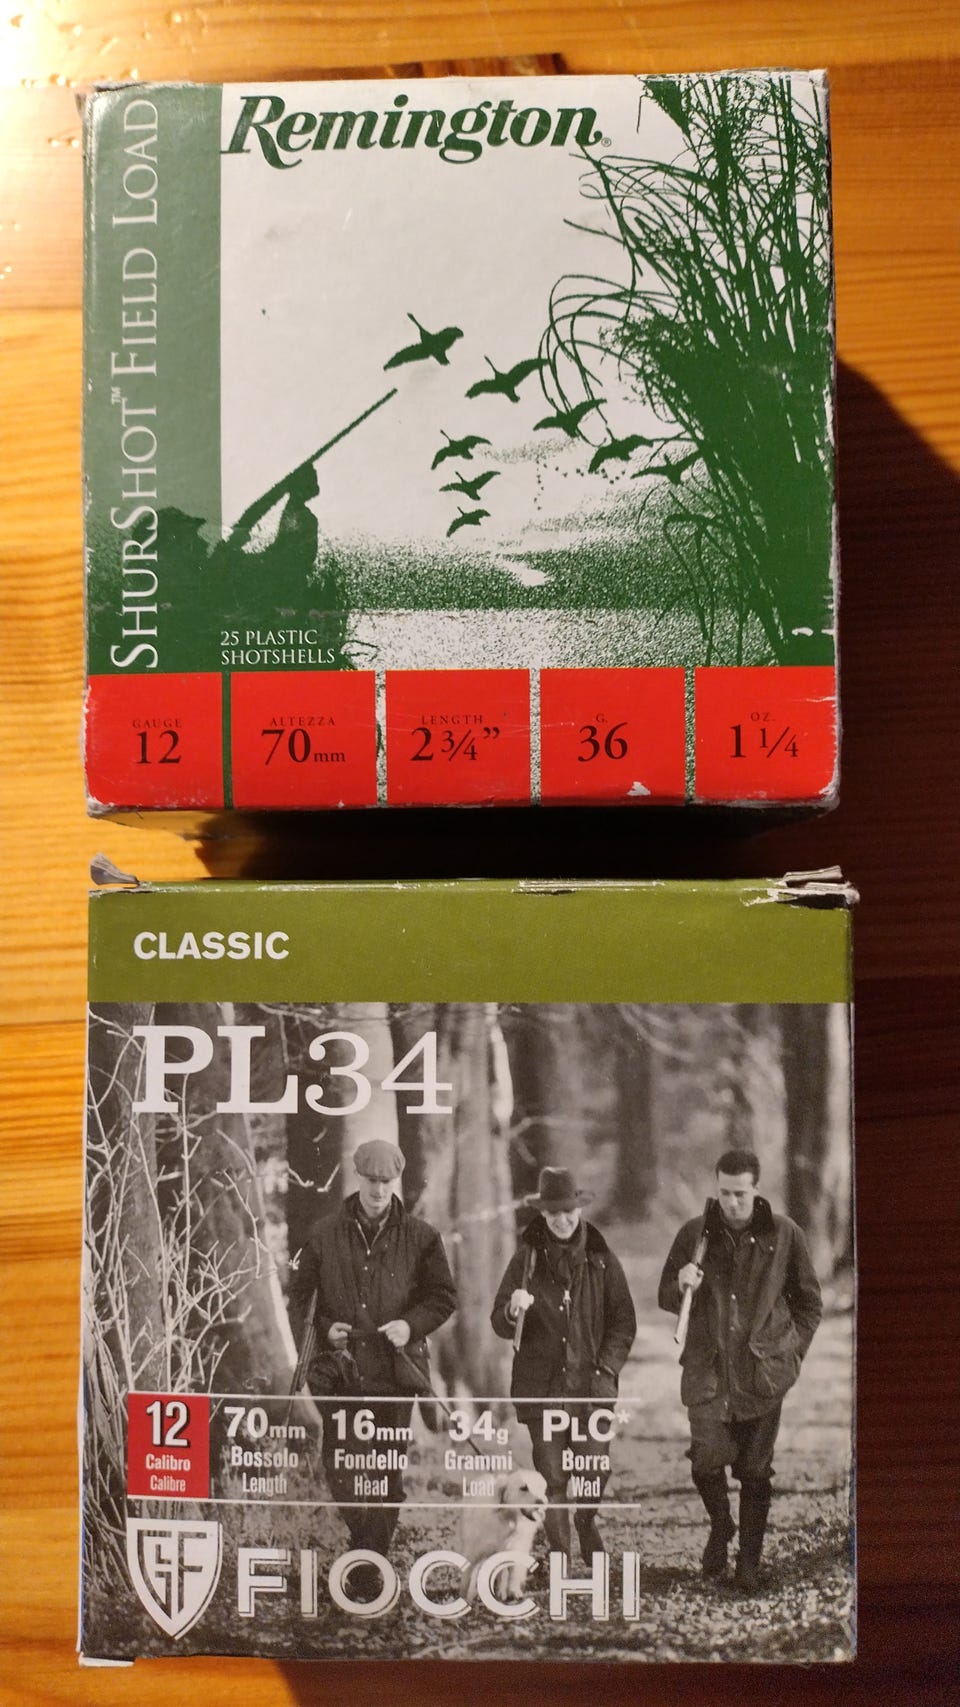 Remington®
SHURSHOT™ FIELD LOAD
25 PLASTIC
SHOTSHELLS
GAUGE
12
ALTEZZA
70mm
LENGTH
2 3/4”
G.
36
OZ.
1 1/4
CLASSIC
PL34
12
Calibro
Calibre
70mm
Bossolo
Length
16mm
Fondello
Head
34g
Grammi
Load
PLC*
Borra
Wad
GF
FIOCCHI